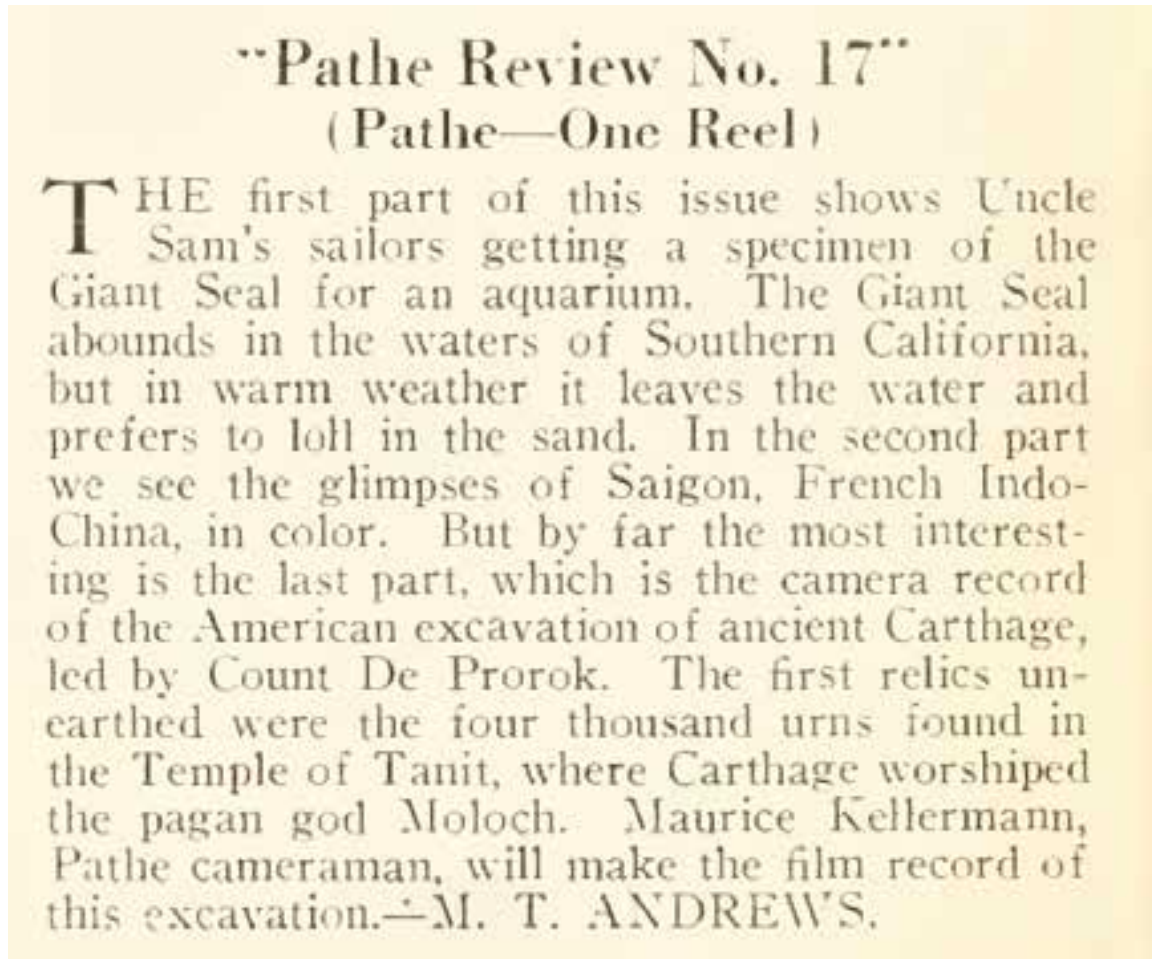 "Pathe Review No. 17"
(Pathe—One Reel)
THE first part of this issue shows Uncle
Sam's sailors getting a specimen of the
Giant Seal for an aquarium. The Giant Seal
abounds in the waters of Southern California,
but in warm weather it leaves the water and
prefers to loll in the sand. In the second part
we see the glimpses of Saigon, French Indo-
China, in color. But by far the most interest-
ing is the last part, which is the camera record
of the American excavation of ancient Carthage,
led by Count De Prorok. The first relics un-
earthed were the four thousand urns found in
the Temple of Tanit, where Carthage worshiped
the pagan god Moloch. Maurice Kellermann,
Pathe cameraman, will make the film record of
this excavation.—M. T. ANDREWS.